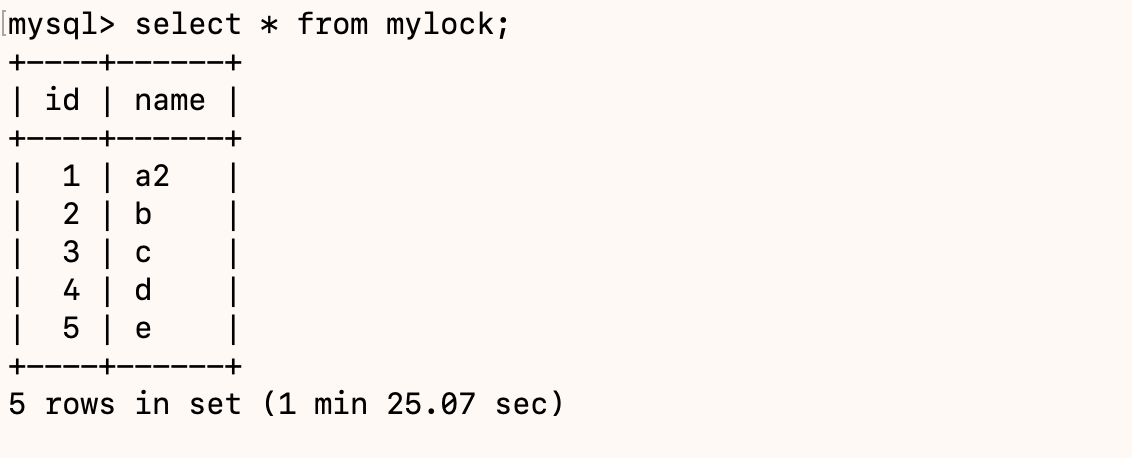 [mysql> select * from mylock;
+----+------+
| id | name |
+----+------+
|  1 | a2   |
|  2 | b    |
|  3 | c    |
|  4 | d    |
|  5 | e    |
+----+------+
5 rows in set (1 min 25.07 sec)